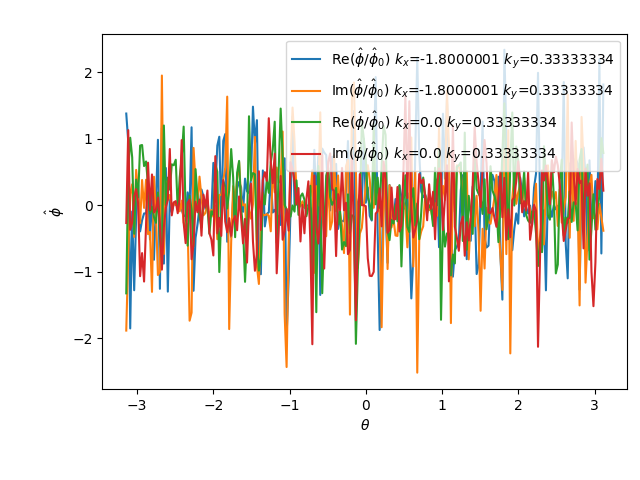 Re(ϕ̂/ϕ̂₀) kₓ=-1.8000001 k_y=0.33333334
Im(ϕ̂/ϕ̂₀) kₓ=-1.8000001 k_y=0.33333334
Re(ϕ̂/ϕ̂₀) kₓ=0.0 k_y=0.33333334
Im(ϕ̂/ϕ̂₀) kₓ=0.0 k_y=0.33333334
2
1
0
−1
−2
ϕ̂
−3 −2 −1 0 1 2 3
θ